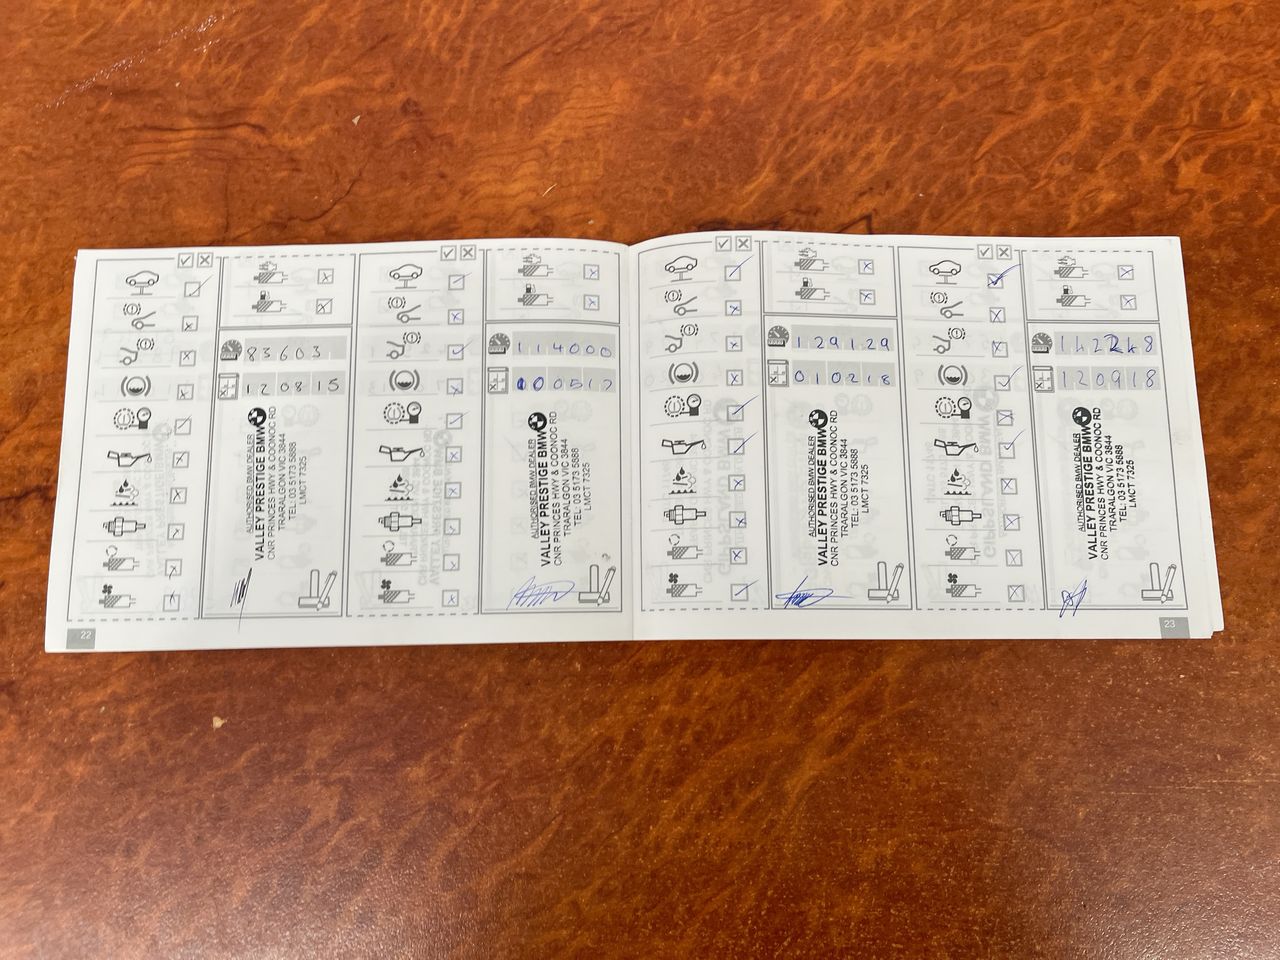 83603
120815
AUTHORISED BMW DEALER
VALLEY PRESTIGE BMW
CNR PRINCES HWY & COONOC RD
TRARALGON VIC 3844
TEL: 03 5173 5888
LMCT 7325
22
114000
100517
AUTHORISED BMW DEALER
VALLEY PRESTIGE BMW
CNR PRINCES HWY & COONOC RD
TRARALGON VIC 3844
TEL: 03 5173 5888
LMCT 7325
129129
010218
AUTHORISED BMW DEALER
VALLEY PRESTIGE BMW
CNR PRINCES HWY & COONOC RD
TRARALGON VIC 3844
TEL: 03 5173 5888
LMCT 7325
120918
AUTHORISED BMW DEALER
VALLEY PRESTIGE BMW
CNR PRINCES HWY & COONOC RD
TRARALGON VIC 3844
TEL: 03 5173 5888
LMCT 7325
23